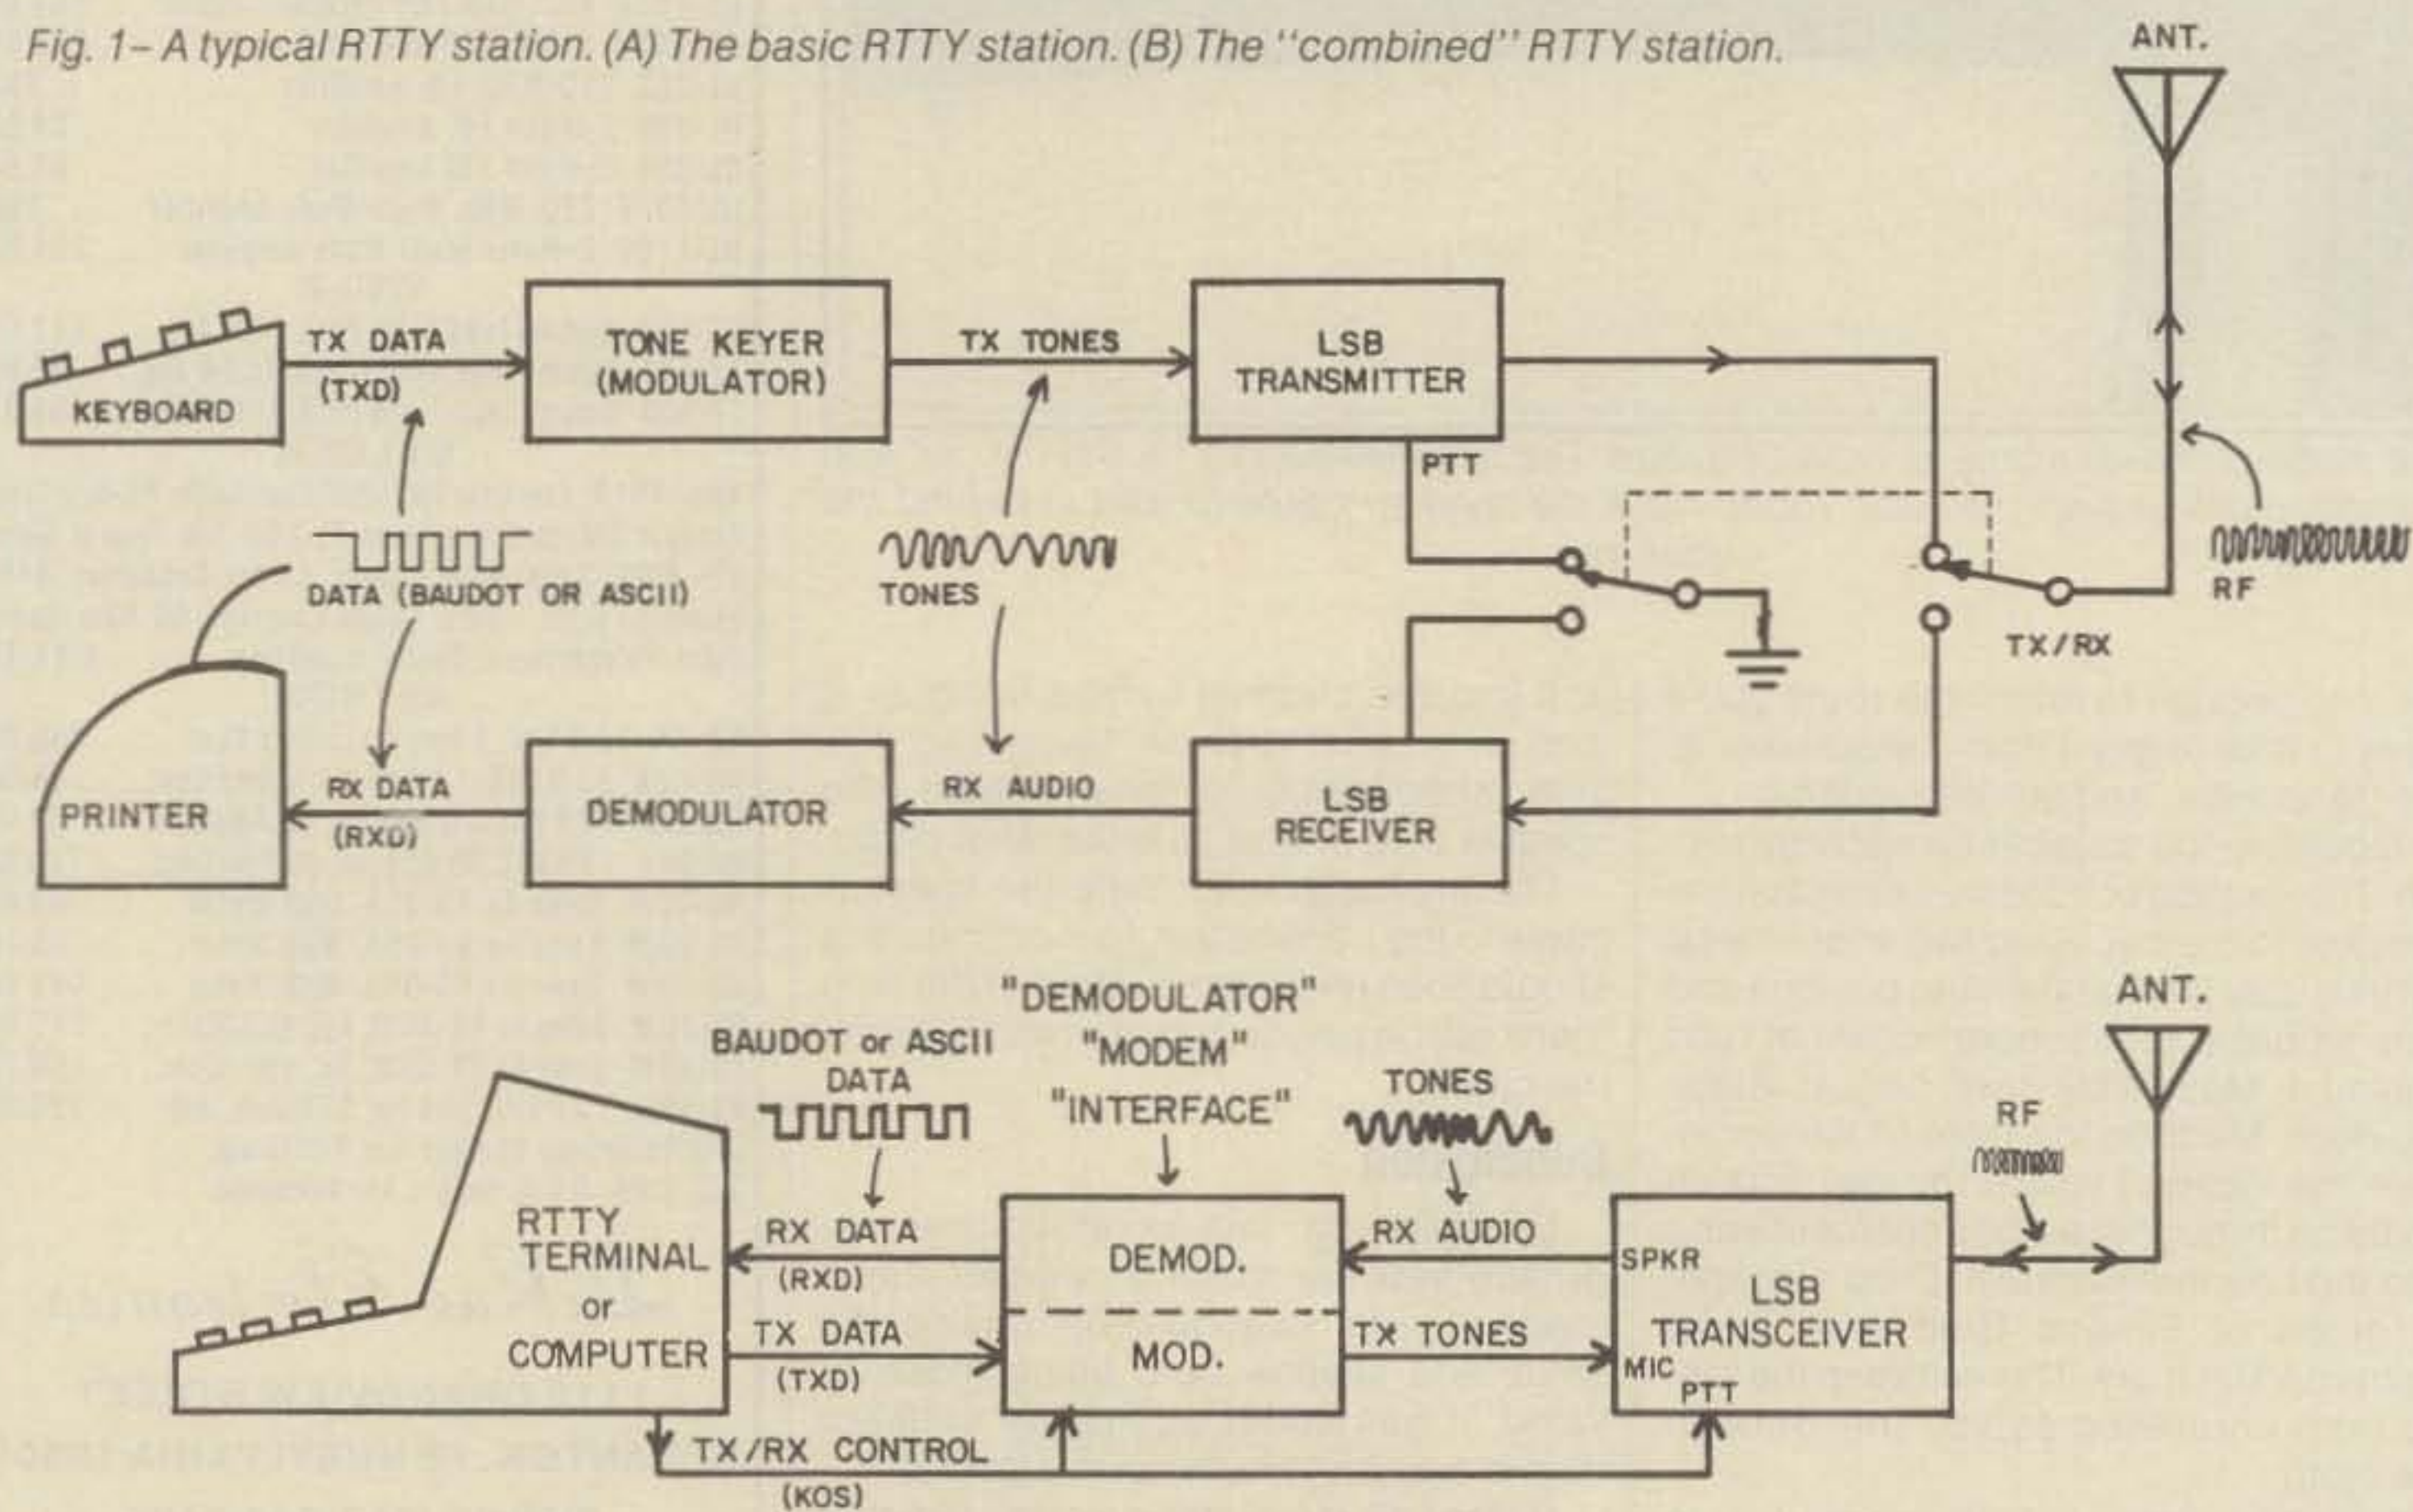 Fig. 1– A typical RTTY station. (A) The basic RTTY station. (B) The "combined" RTTY station.
ANT.
KEYBOARD
TX DATA
(TXD)
TONE KEYER
(MODULATOR)
TX TONES
LSB
TRANSMITTER
PTT
DATA (BAUDOT OR ASCII)
TONES
RF
TX/RX
PRINTER
RX DATA
(RXD)
DEMODULATOR
RX AUDIO
LSB
RECEIVER
ANT.
"DEMODULATOR"
"MODEM"
"INTERFACE"
BAUDOT or ASCII
DATA
TONES
RF
RTTY
TERMINAL
or
COMPUTER
RX DATA
(RXD)
TX DATA
(TXD)
DEMOD.
MOD.
RX AUDIO
TX TONES
SPKR
LSB
TRANSCEIVER
MIC
PTT
TX/RX CONTROL
(KOS)